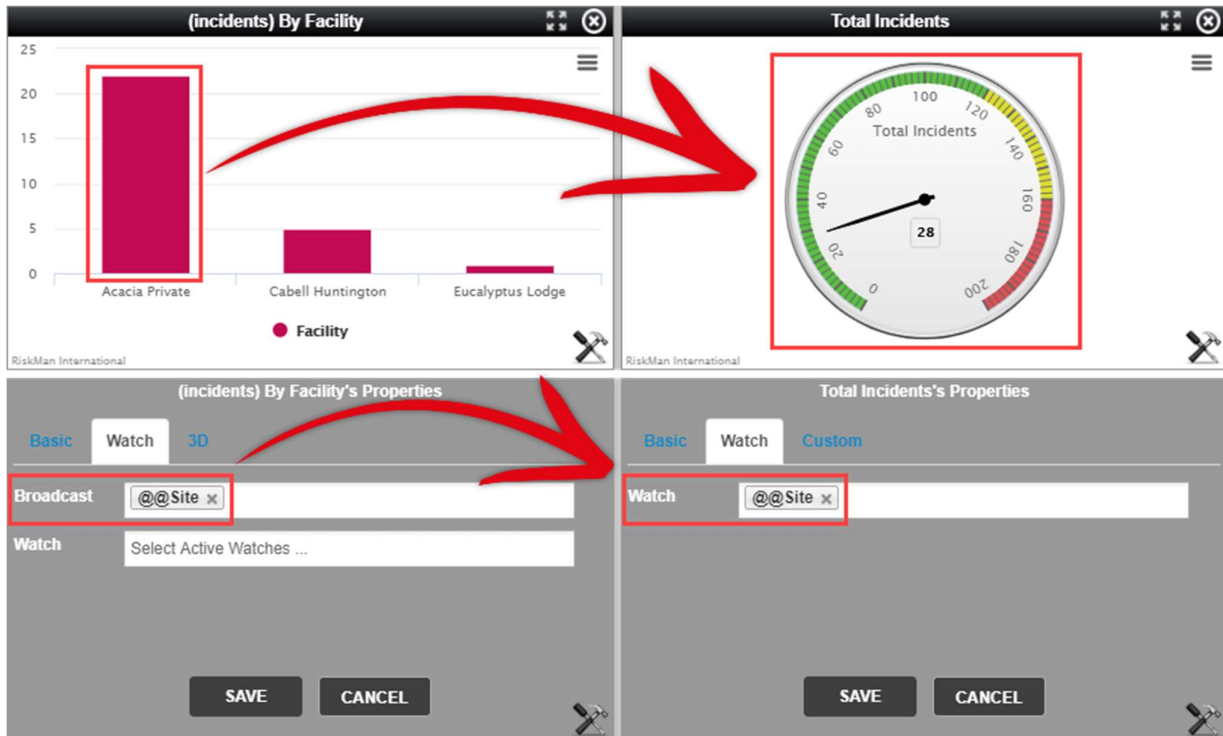 (incidents) By Facility
25
20
15
10
5
0
Acacia Private Cabell Huntington Eucalyptus Lodge
Facility
RiskMan International
Total Incidents
0
20
40
60
80
100
120
140
160
180
200
Total Incidents
28
RiskMan International
(incidents) By Facility's Properties
Basic Watch 3D
Broadcast @@Site ×
Watch Select Active Watches ...
SAVE CANCEL
Total Incidents's Properties
Basic Watch Custom
Watch @@Site ×
SAVE CANCEL